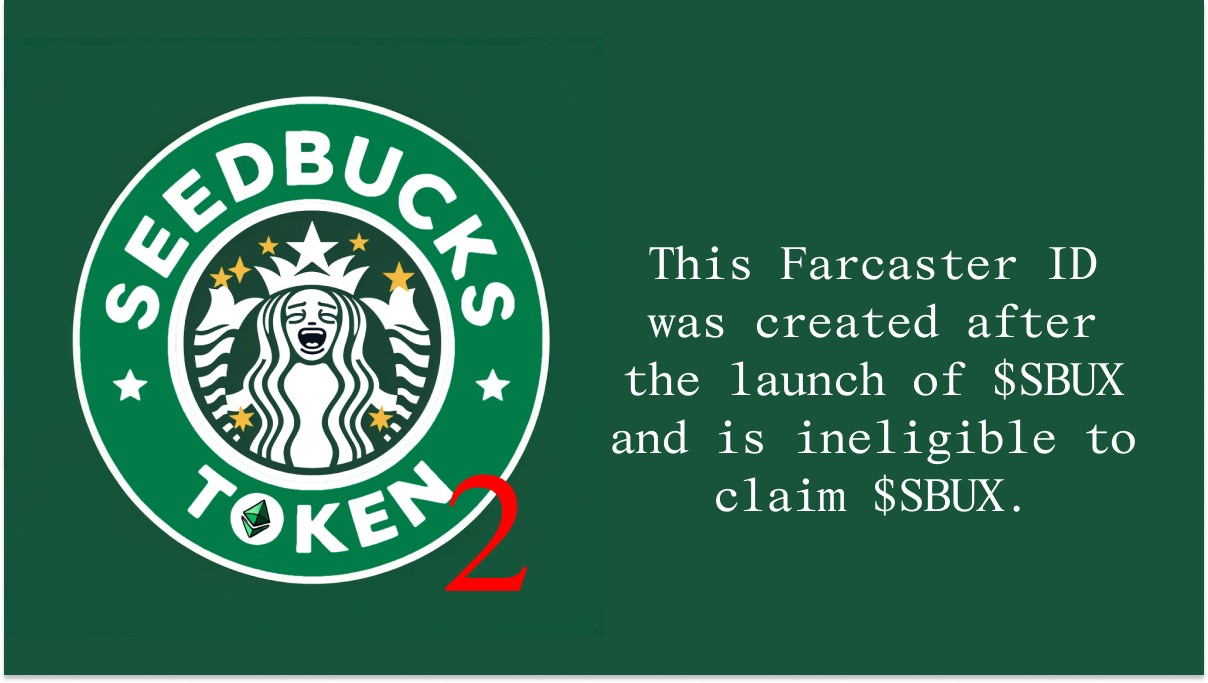 SEEDBUCKS
TOKEN
2
This Farcaster ID
was created after
the launch of $SBUX
and is ineligible to
claim $SBUX.